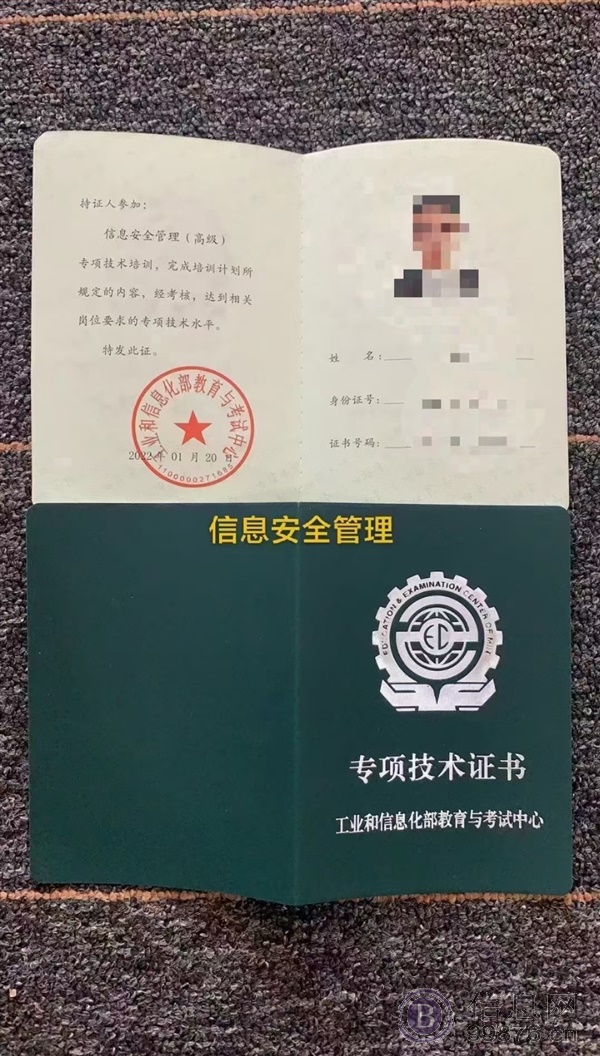 持证人参加：
信息安全管理（高级）
专项技术培训，完成培训计划所
规定的内容，经考核，达到相关
岗位要求的专项技术水平。
特发此证。
工业和信息化部教育与考试中心
2022年01月20日
姓 名：
身份证号：
证书号码：
信息安全管理
EDUCATION & EXAMINATION CENTER OF MIIT
EC
专项技术证书
工业和信息化部教育与考试中心
B
信息网